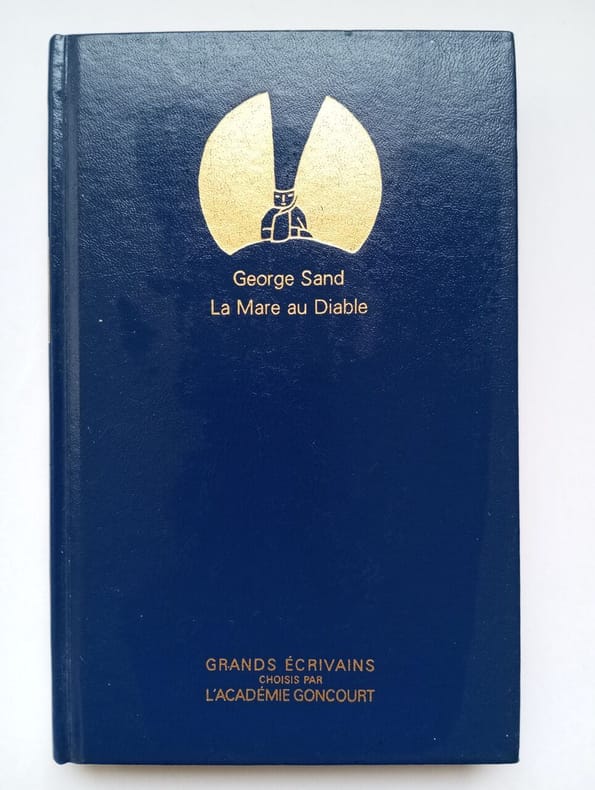 George Sand
La Mare au Diable
GRANDS ÉCRIVAINS
CHOISIS PAR
L'ACADÉMIE GONCOURT